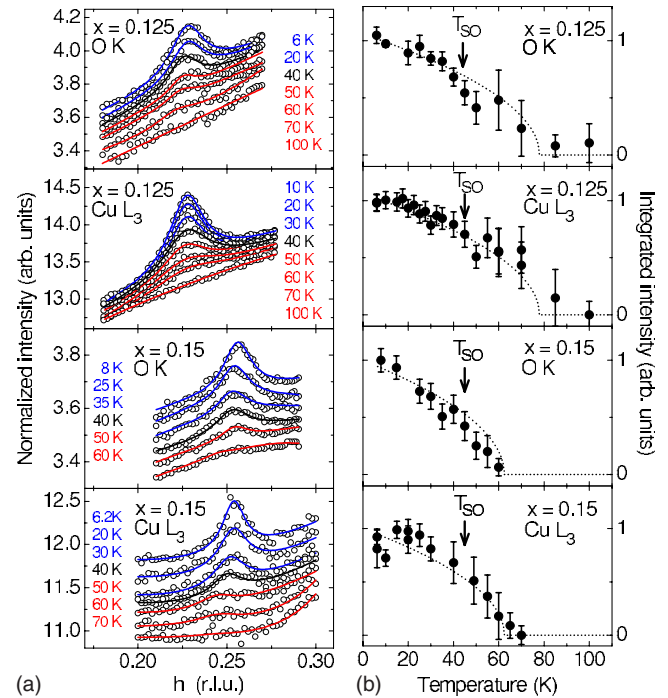 Normalized intensity (arb. units)
x = 0.125
O K
6 K
20 K
40 K
50 K
60 K
70 K
100 K
4.2
4.0
3.8
3.6
3.4
x = 0.125
Cu L3
10 K
20 K
30 K
40 K
50 K
60 K
70 K
100 K
14.5
14.0
13.5
13.0
x = 0.15
O K
8 K
25 K
35 K
40 K
50 K
60 K
3.8
3.6
3.4
x = 0.15
Cu L3
6.2K
20 K
30 K
40 K
50 K
60 K
70 K
12.5
12.0
11.5
11.0
0.20 0.25 0.30
(a) h (r.l.u.)
TSO
x = 0.125
O K
1
0
TSO
x = 0.125
Cu L3
1
0
TSO
x = 0.15
O K
1
0
TSO
x = 0.15
Cu L3
1
0
0 20 40 60 80 100
(b) Temperature (K)
Integrated intensity (arb. units)